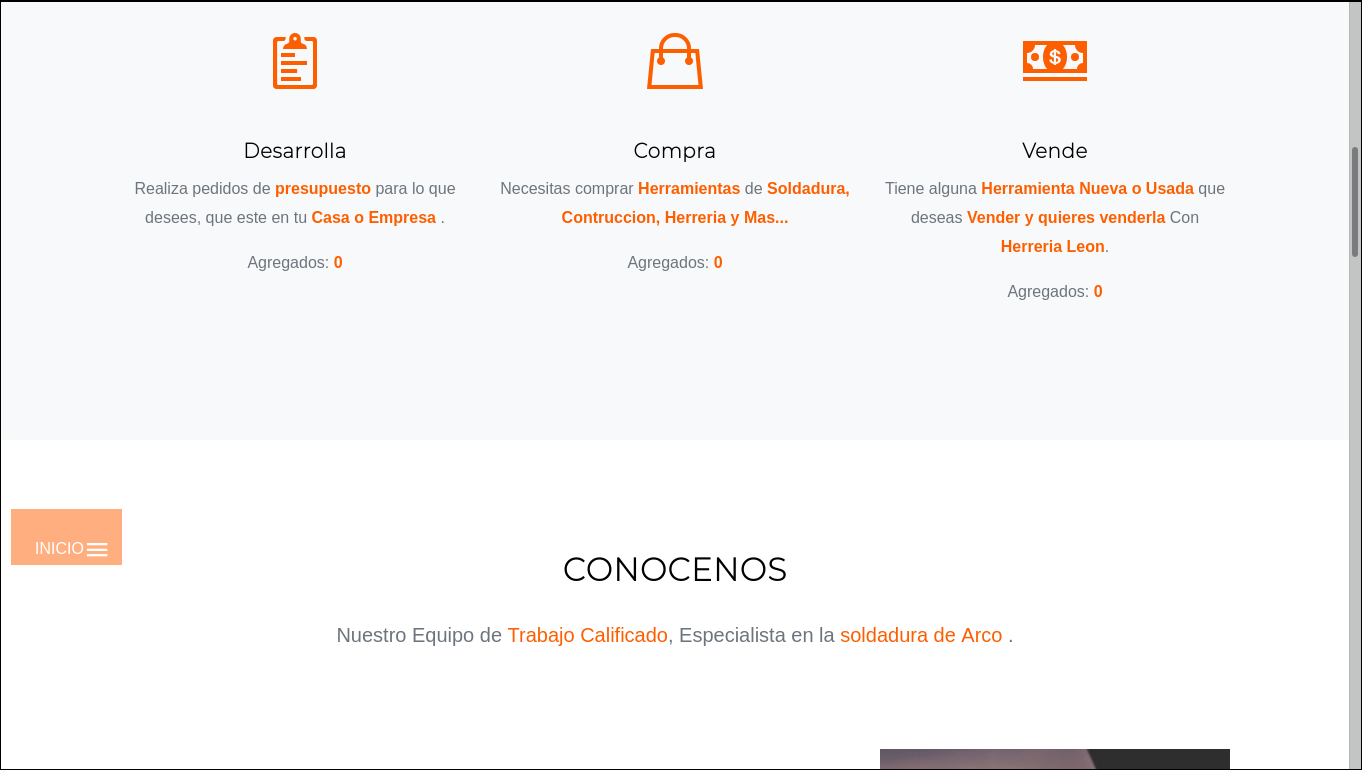 Desarrolla
Realiza pedidos de presupuesto para lo que
desees, que este en tu Casa o Empresa .
Agregados: 0
Compra
Necesitas comprar Herramientas de Soldadura,
Contruccion, Herreria y Mas...
Agregados: 0
Vende
Tiene alguna Herramienta Nueva o Usada que
deseas Vender y quieres venderla Con
Herreria Leon.
Agregados: 0
INICIO
CONOCENOS
Nuestro Equipo de Trabajo Calificado, Especialista en la soldadura de Arco .